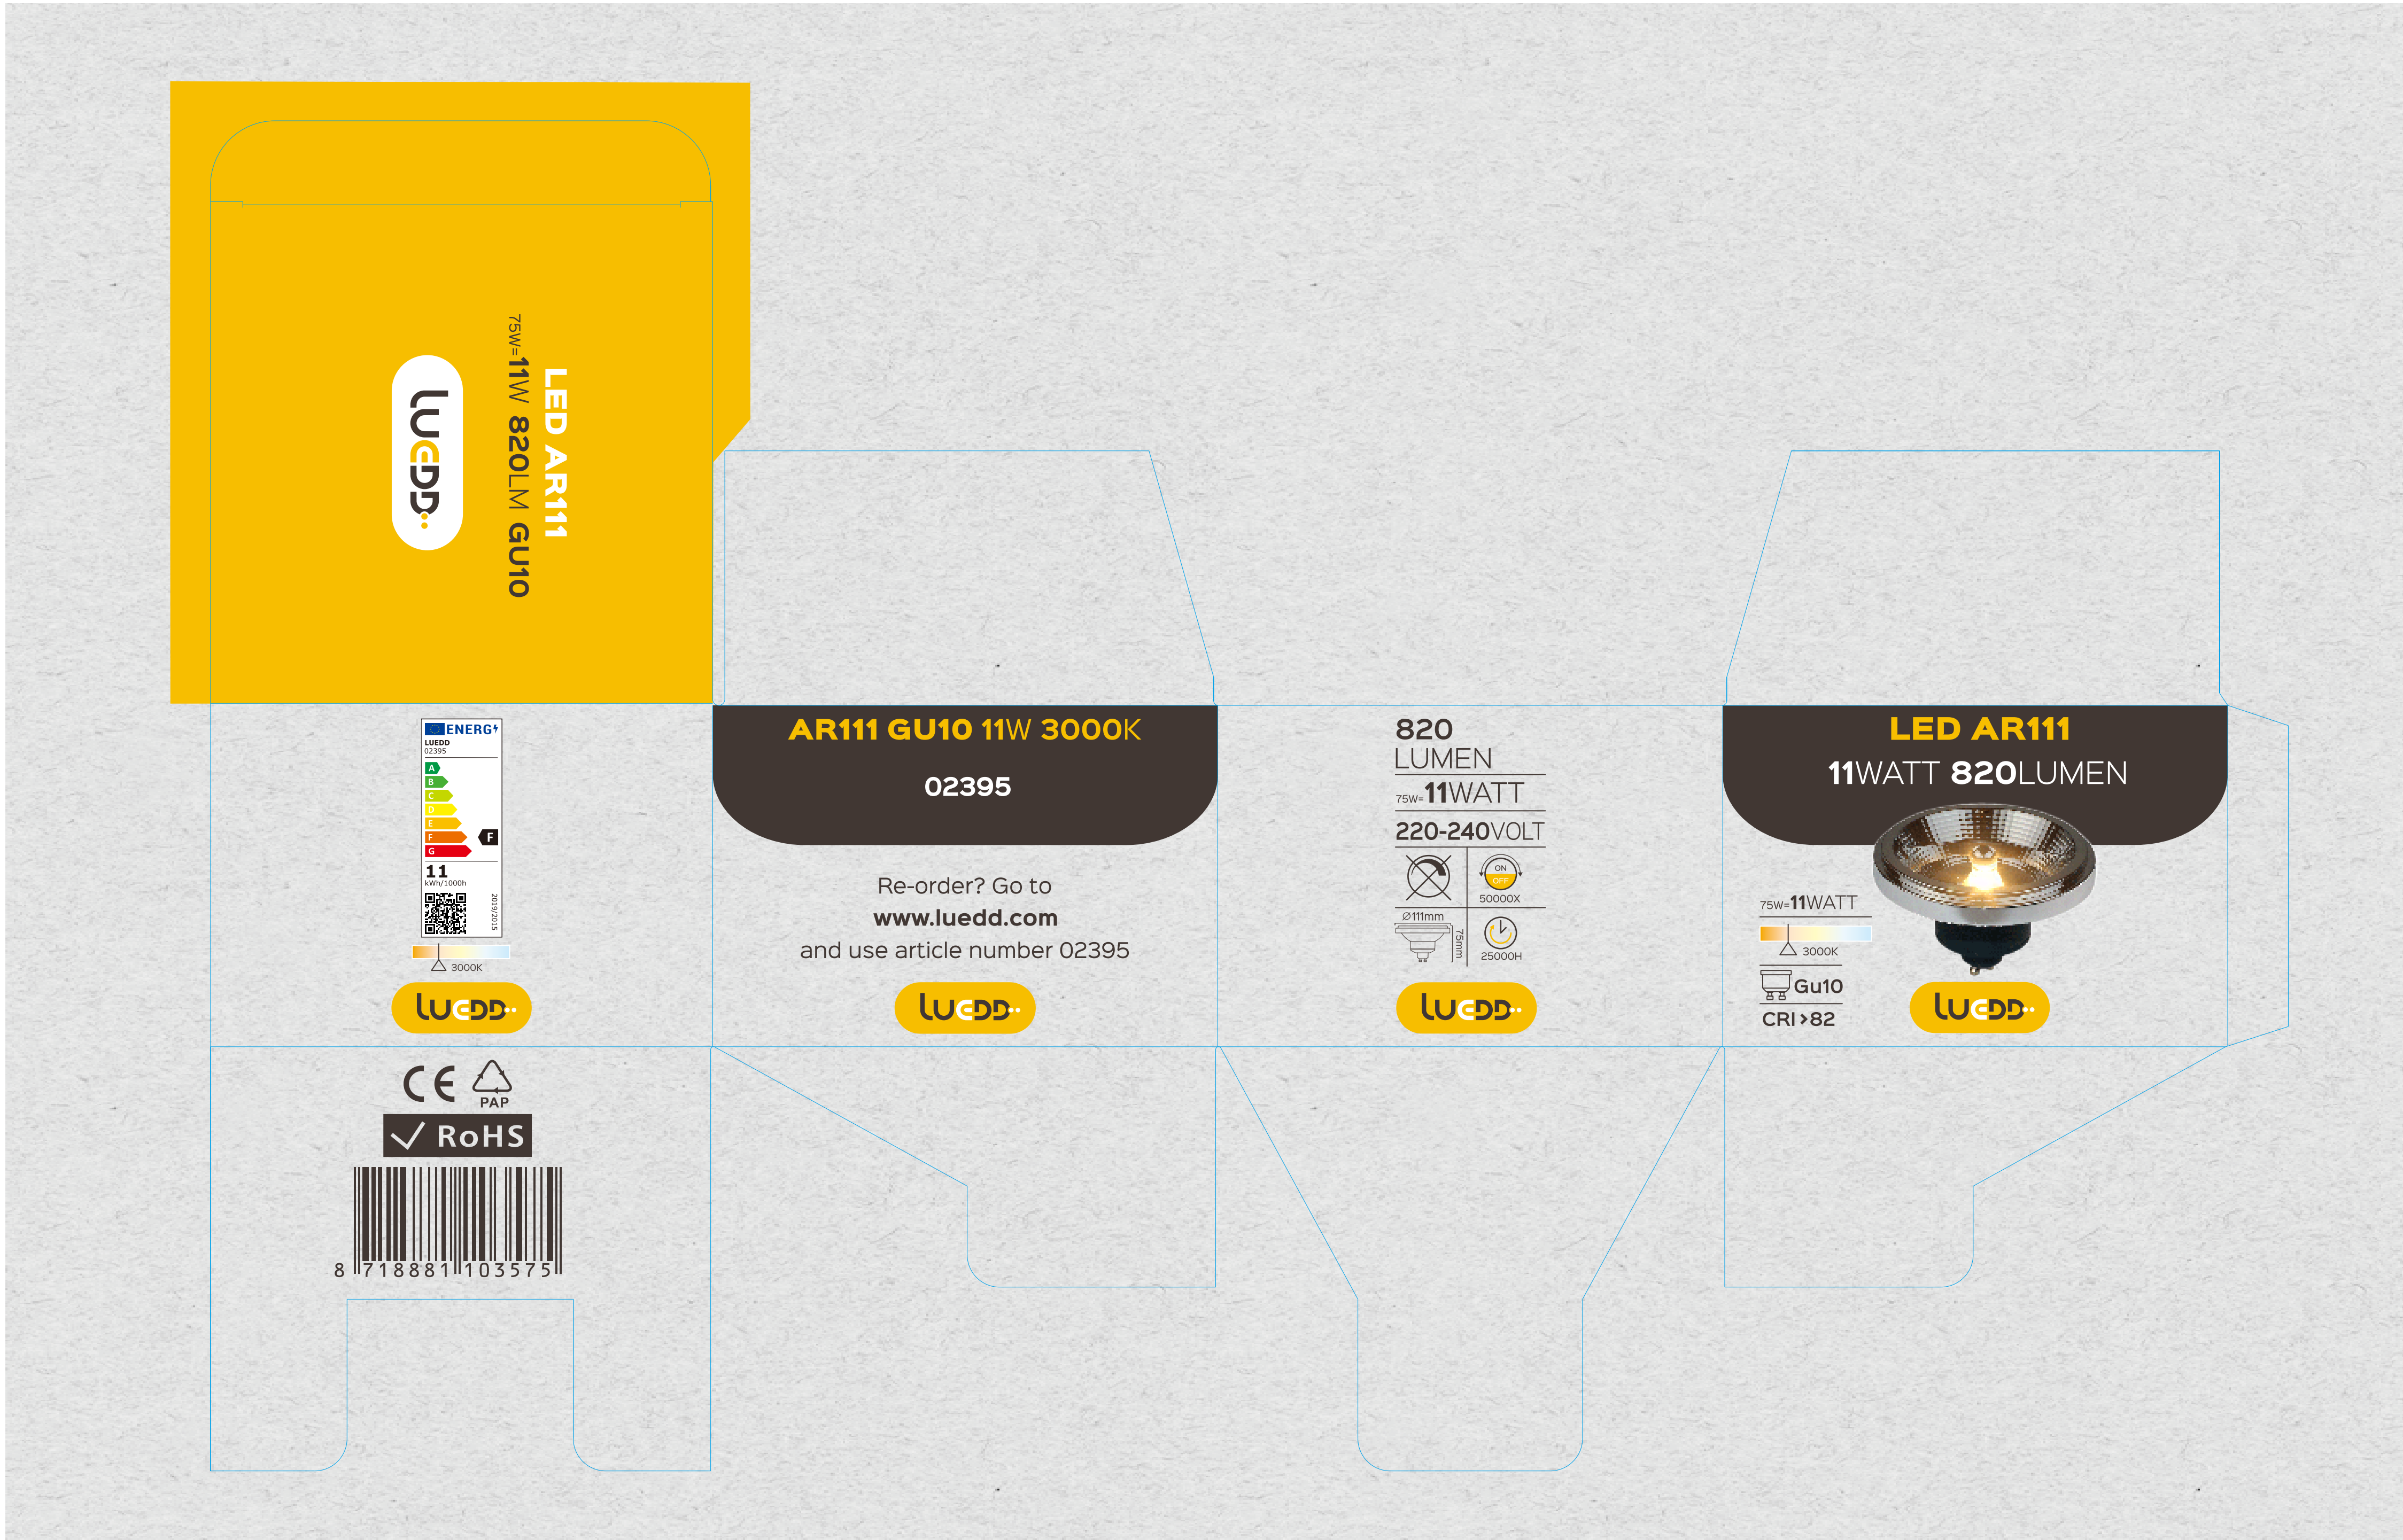 LUEDD
75W=11W 820LM GU10
LED AR111
ENERG
LUEDD
02395
A
B
C
D
E
F
F
G
11
kWh/1000h
2019/2015
3000K
LUEDD
AR111 GU10 11W 3000K
02395
Re-order? Go to
www.luedd.com
and use article number 02395
LUEDD
820
LUMEN
75W=11WATT
220-240VOLT
ON
OFF
50000X
Ø111mm
75mm
25000H
LUEDD
LED AR111
11WATT 820LUMEN
75W=11WATT
3000K
Gu10
CRI>82
LUEDD
CE
PAP
RoHS
8 718881 103575